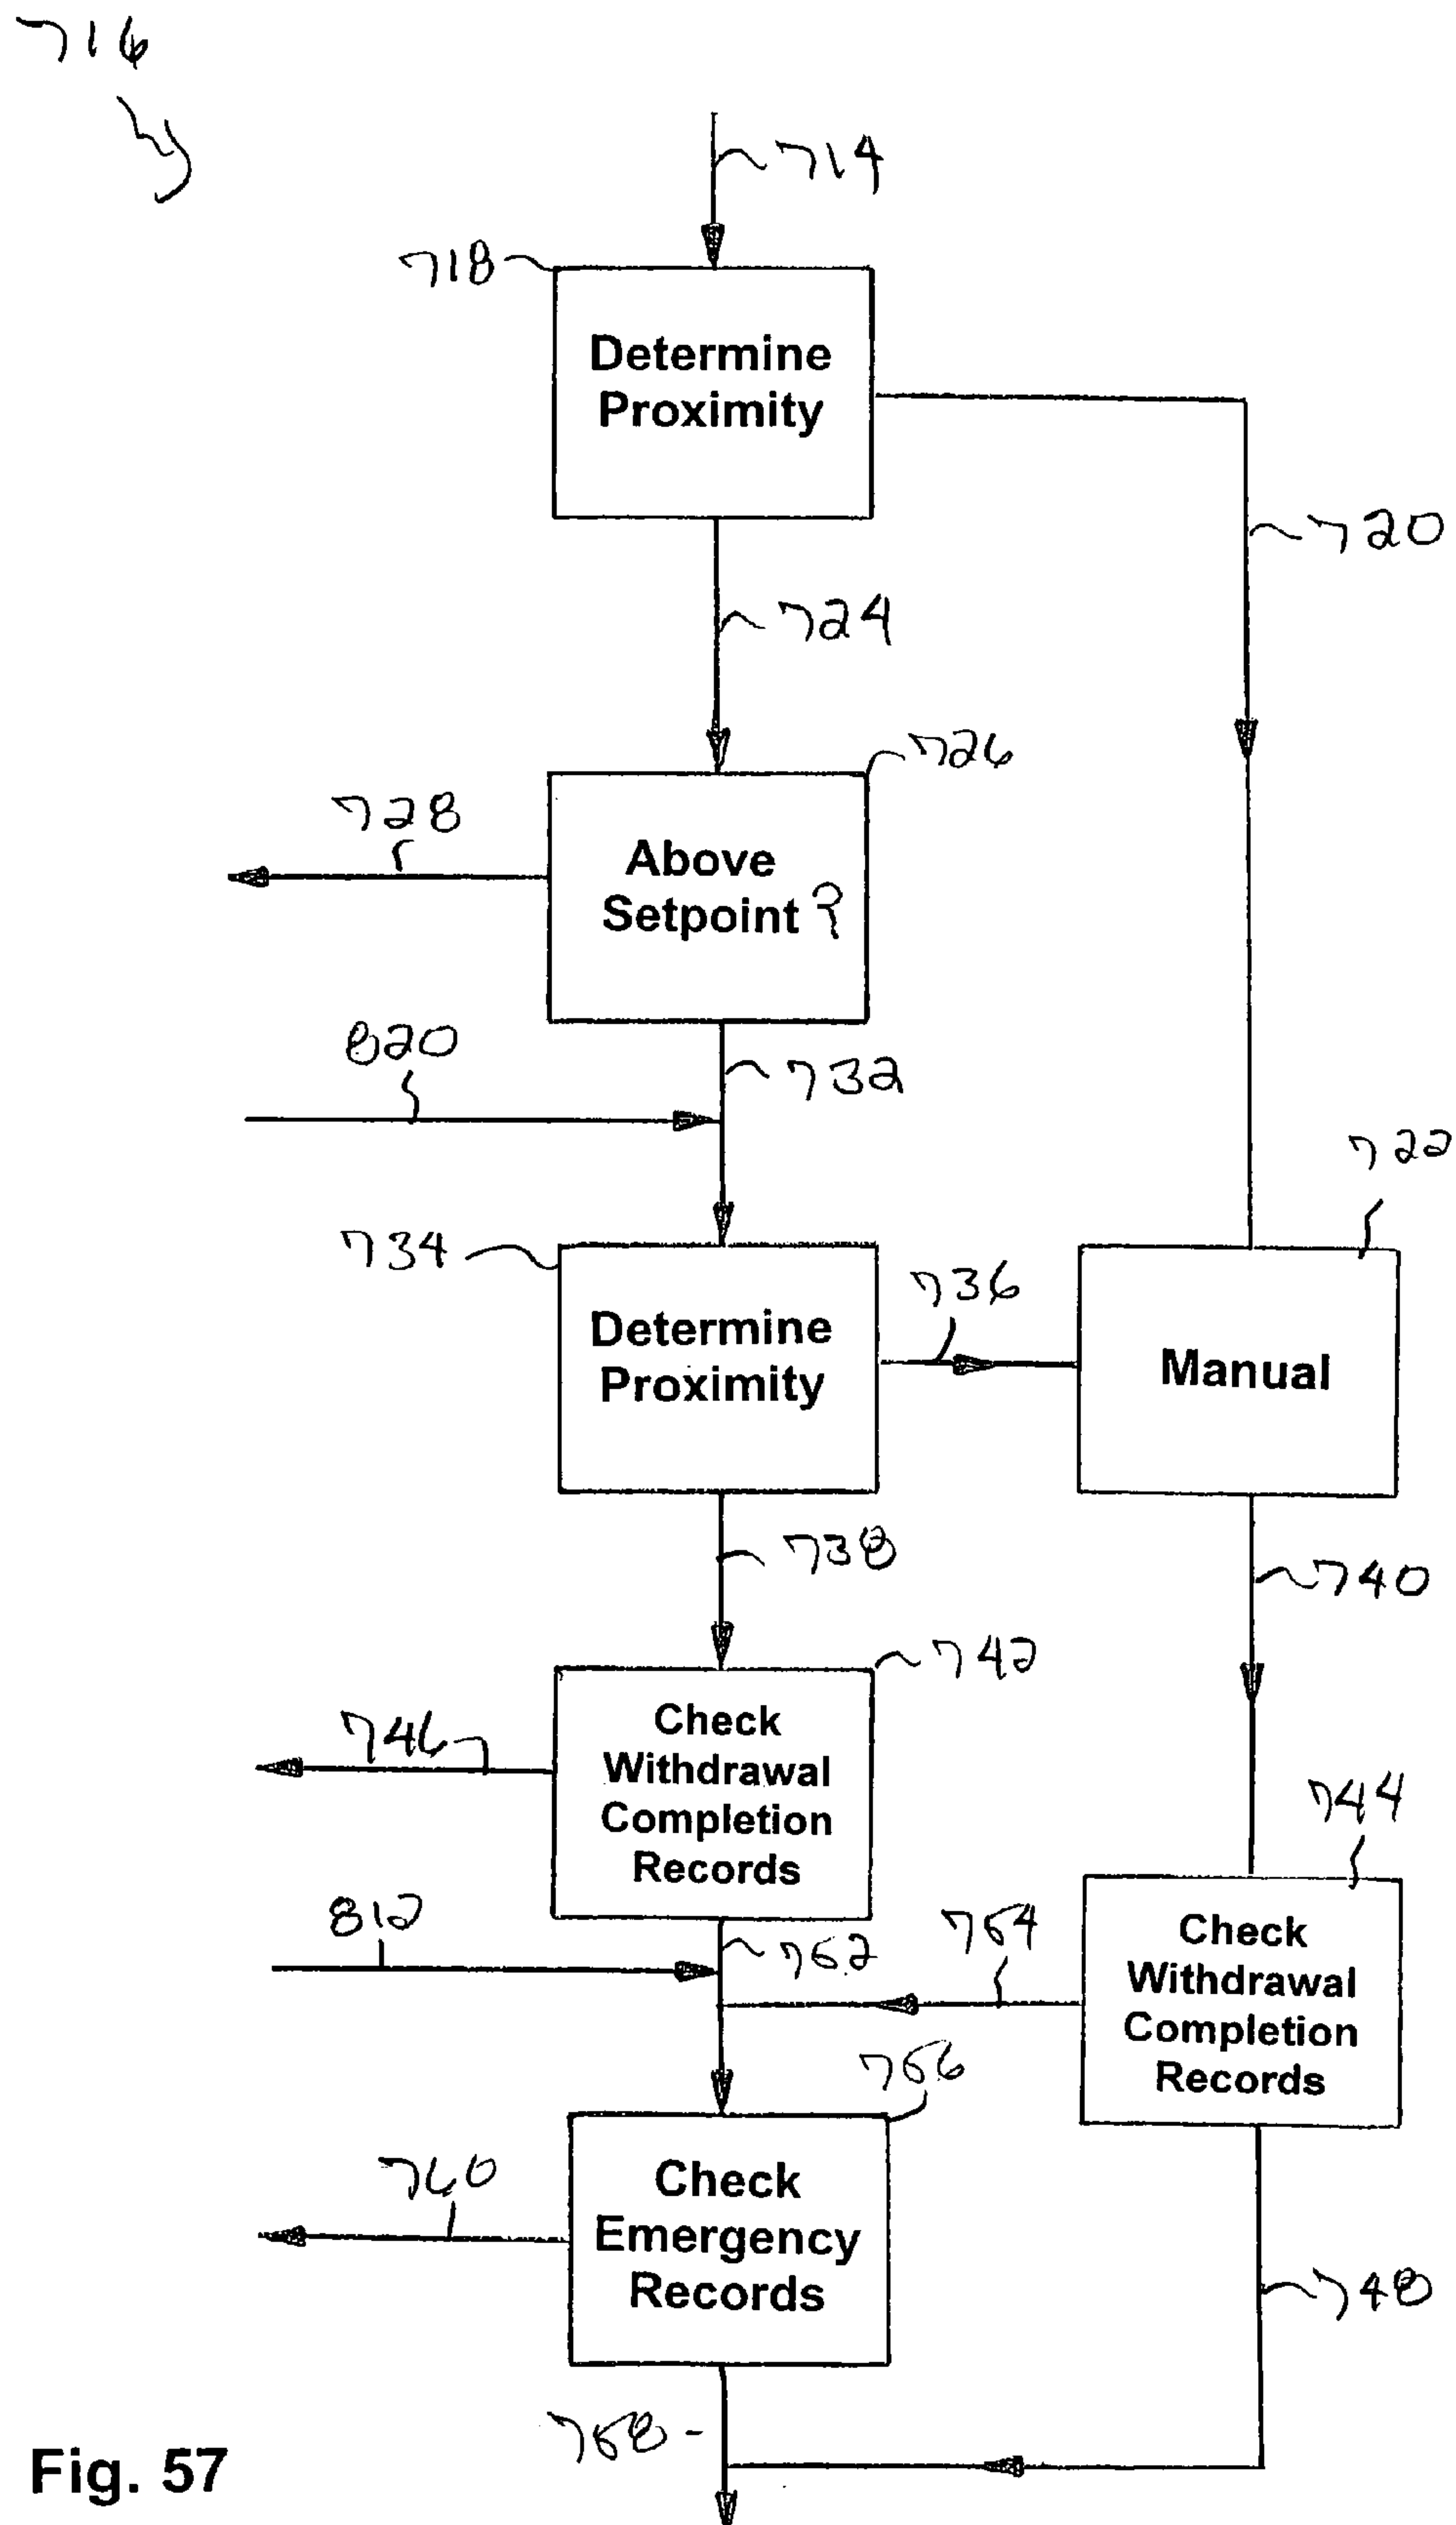 716
714
718
Determine
Proximity
720
724
726
728
Above
Setpoint ?
820
732
722
734
736
Determine
Proximity
Manual
738
740
742
746
Check
Withdrawal
Completion
Records
744
812
762
764
Check
Withdrawal
Completion
Records
766
760
Check
Emergency
Records
748
768
Fig. 57